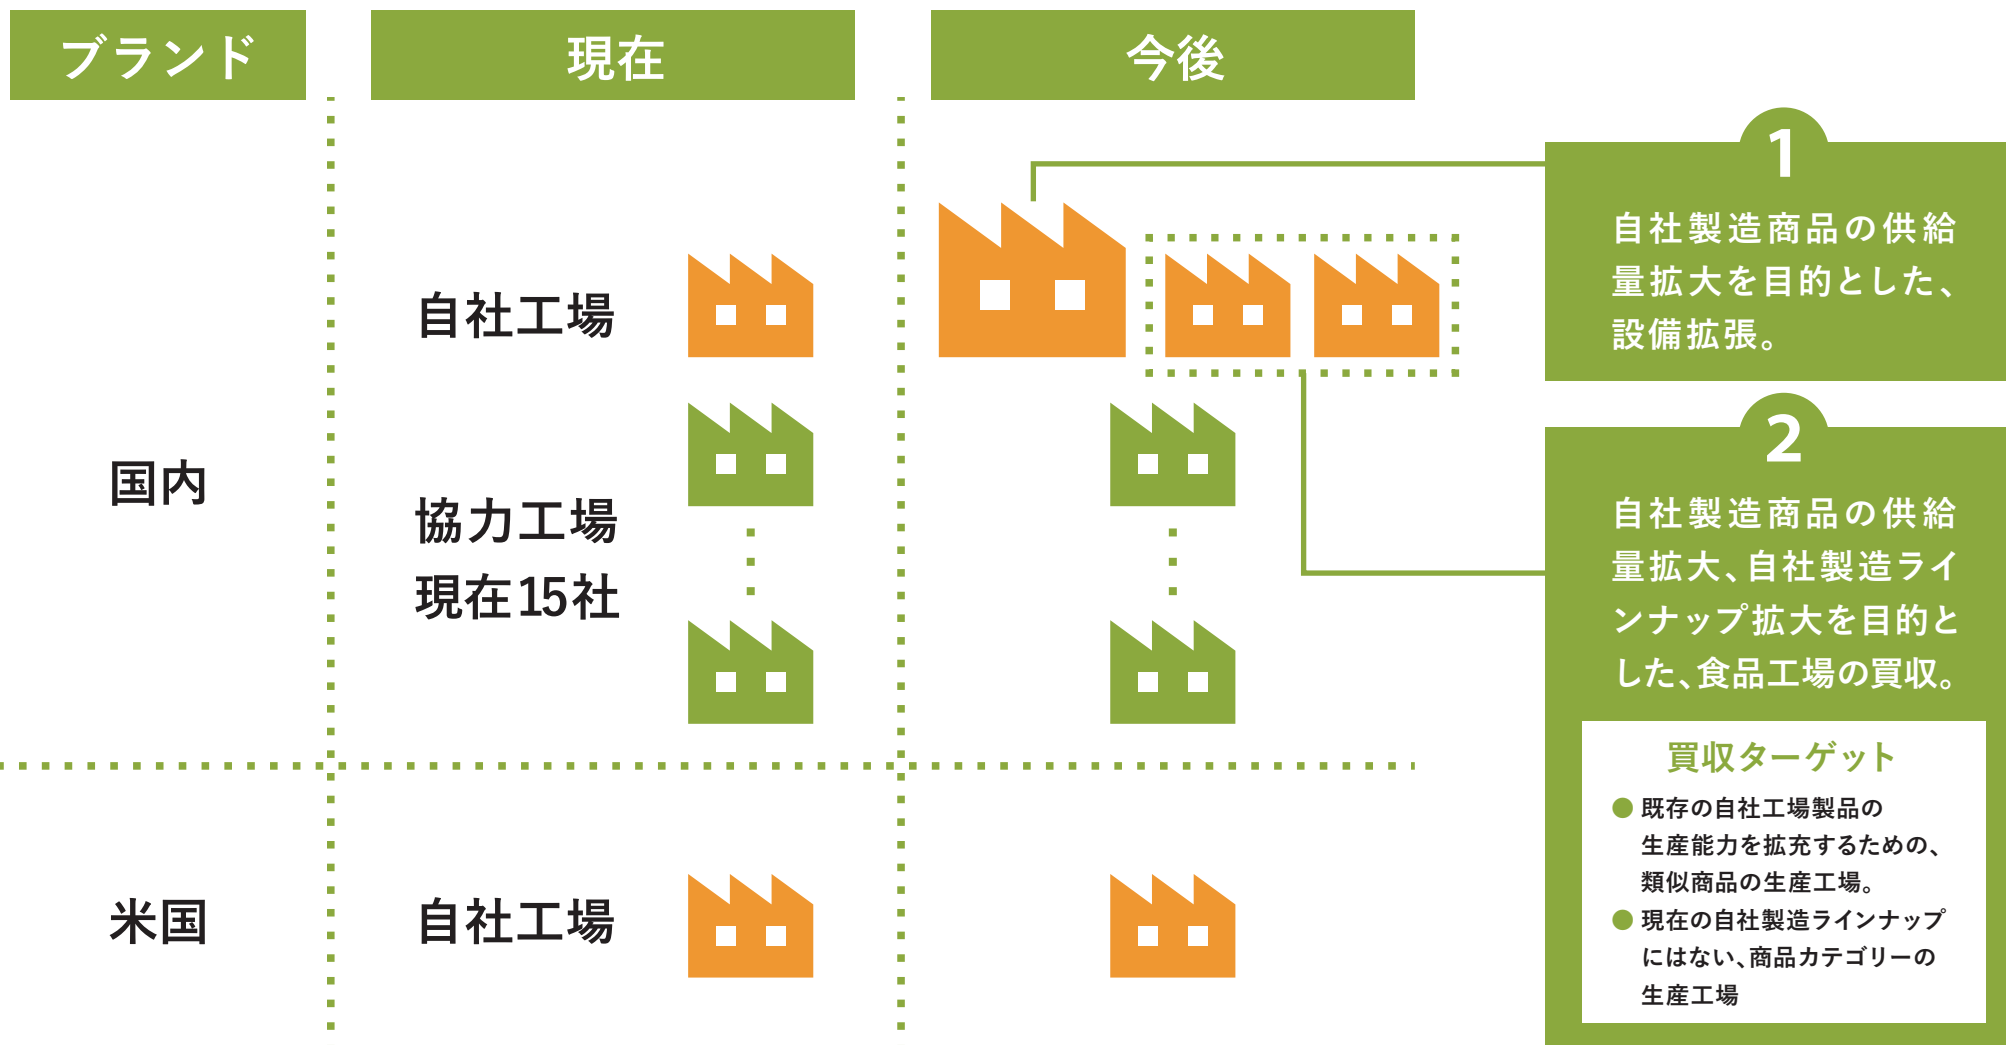 ブランド
現在
今後
国内
自社工場
協力工場
現在15社
米国
自社工場
1
自社製造商品の供給
量拡大を目的とした、
設備拡張。
2
自社製造商品の供給
量拡大、自社製造ライ
ンナップ拡大を目的と
した、食品工場の買収。
買収ターゲット
● 既存の自社工場製品の
生産能力を拡充するための、
類似商品の生産工場。
● 現在の自社製造ラインナップ
にはない、商品カテゴリーの
生産工場